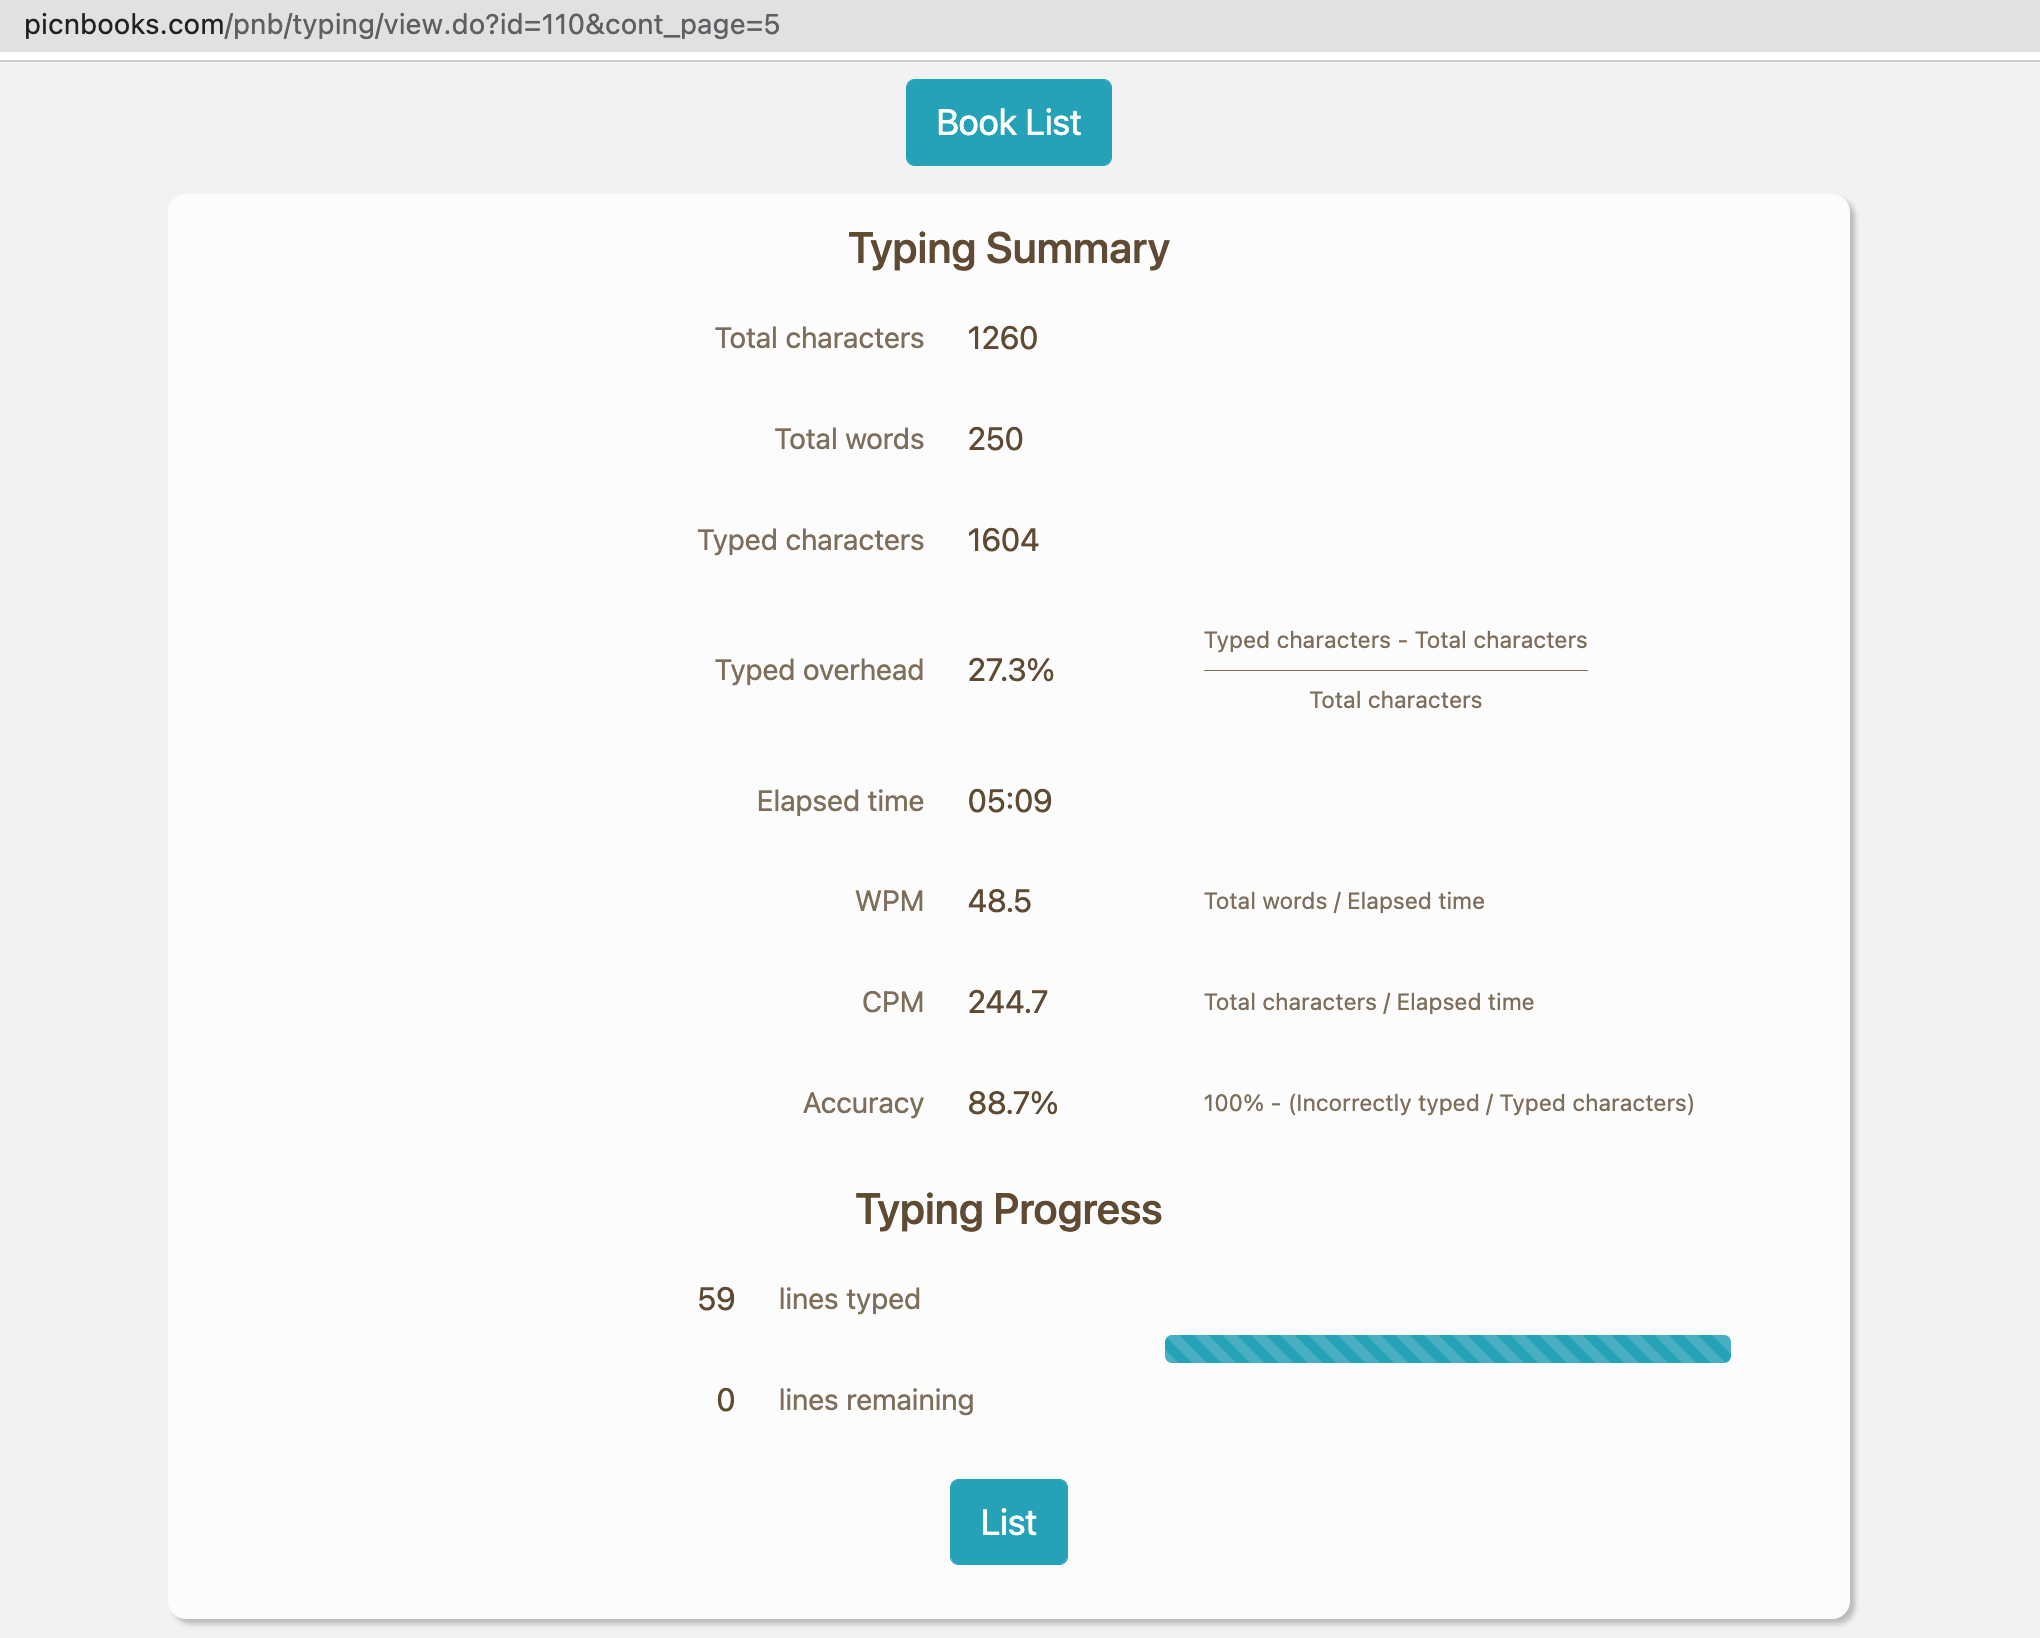 picnbooks.com/pnb/typing/view.do?id=110&cont_page=5
Book List
Typing Summary
Total characters 1260
Total words 250
Typed characters 1604
Typed characters - Total characters
Typed overhead 27.3%
Total characters
Elapsed time 05:09
WPM 48.5 Total words / Elapsed time
CPM 244.7 Total characters / Elapsed time
Accuracy 88.7% 100% - (Incorrectly typed / Typed characters)
Typing Progress
59 lines typed
0 lines remaining
List